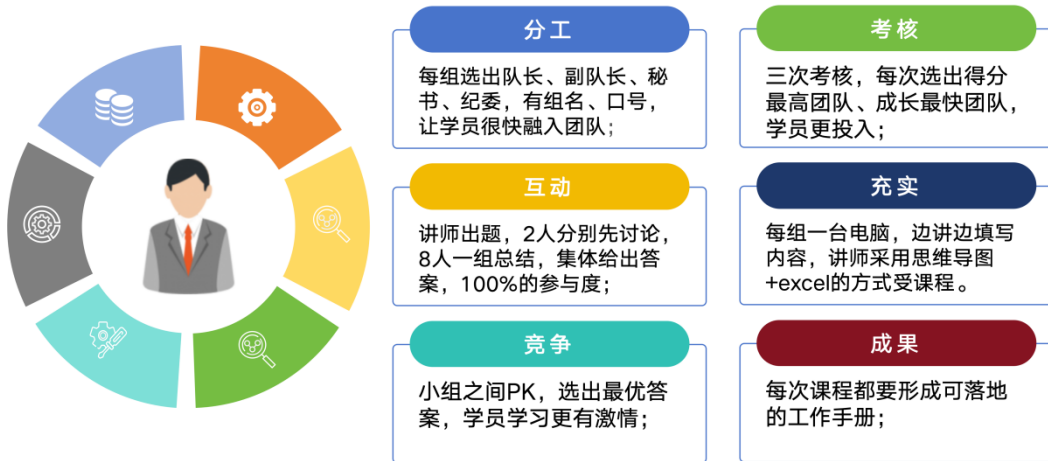 分工
每组选出队长、副队长、秘
书、纪委，有组名、口号，
让学员很快融入团队；
考核
三次考核，每次选出得分
最高团队、成长最快团队，
学员更投入；
互动
讲师出题，2人分别先讨论，
8人一组总结，集体给出答
案，100%的参与度；
充实
每组一台电脑，边讲边填写
内容，讲师采用思维导图
+excel的方式受课程。
竞争
小组之间PK，选出最优答
案，学员学习更有激情；
成果
每次课程都要形成可落地
的工作手册；